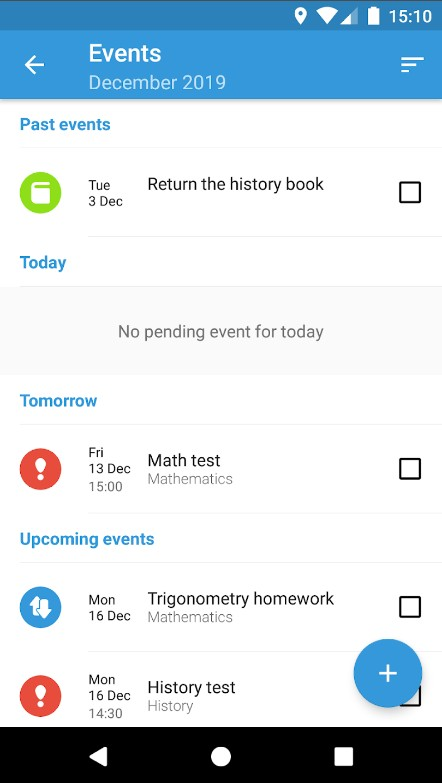 15:10
Events
December 2019
Past events
Tue
3 Dec
Return the history book
Today
No pending event for today
Tomorrow
Fri
13 Dec
15:00
Math test
Mathematics
Upcoming events
Mon
16 Dec
Trigonometry homework
Mathematics
Mon
16 Dec
14:30
History test
History